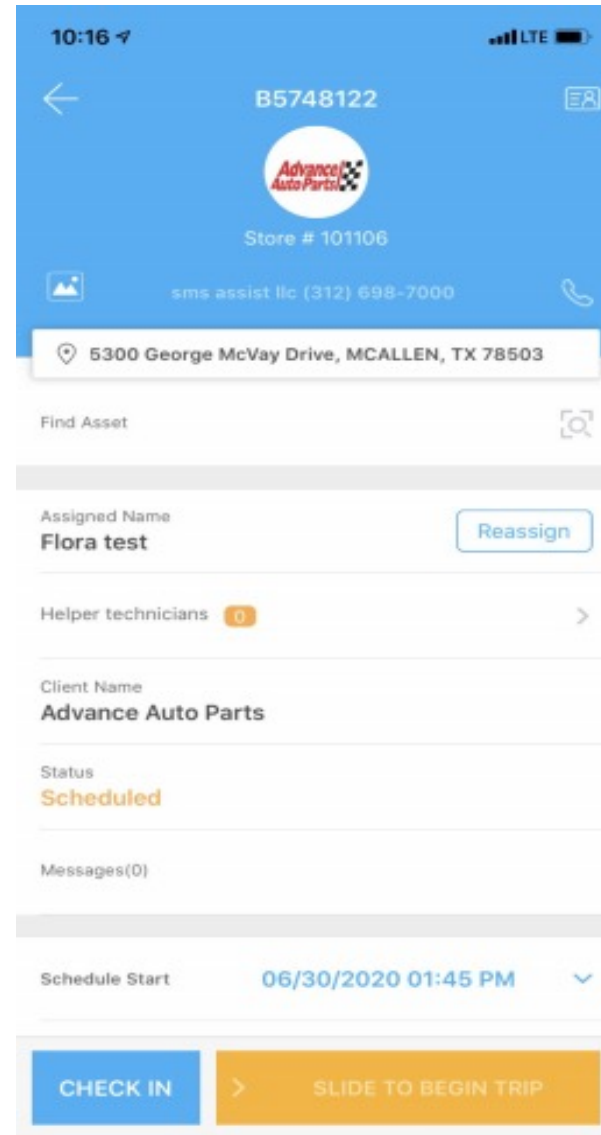 10:16
LTE
B5748122
Advance
Auto Parts
Store # 101106
sms assist llc (312) 698-7000
5300 George McVay Drive, MCALLEN, TX 78503
Find Asset
Assigned Name
Flora test
Reassign
Helper technicians 0
Client Name
Advance Auto Parts
Status
Scheduled
Messages(0)
Schedule Start 06/30/2020 01:45 PM
CHECK IN
SLIDE TO BEGIN TRIP